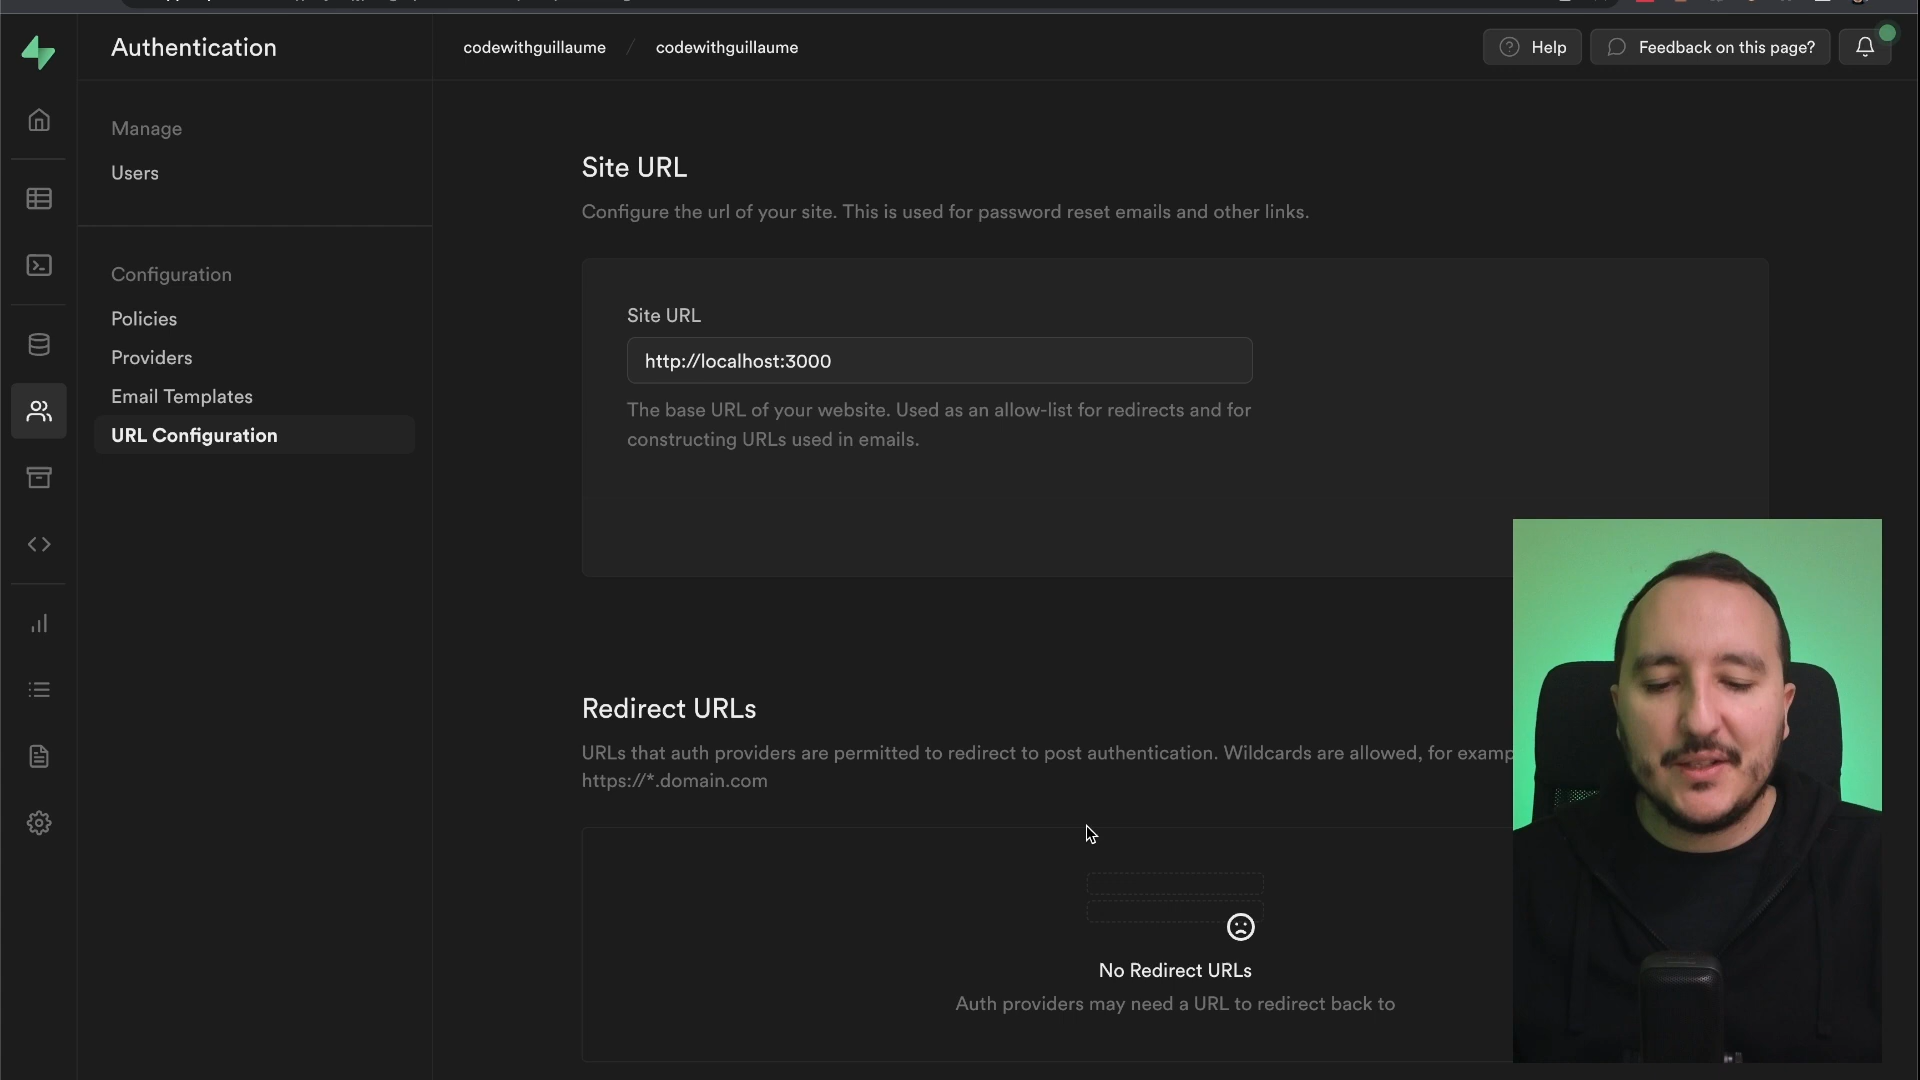 Authentication
codewithguillaume / codewithguillaume
Help
Feedback on this page?
Manage
Users
Configuration
Policies
Providers
Email Templates
URL Configuration
Site URL
Configure the url of your site. This is used for password reset emails and other links.
Site URL
http://localhost:3000
The base URL of your website. Used as an allow-list for redirects and for
constructing URLs used in emails.
Redirect URLs
URLs that auth providers are permitted to redirect to post authentication. Wildcards are allowed, for examp
https://*.domain.com
No Redirect URLs
Auth providers may need a URL to redirect back to